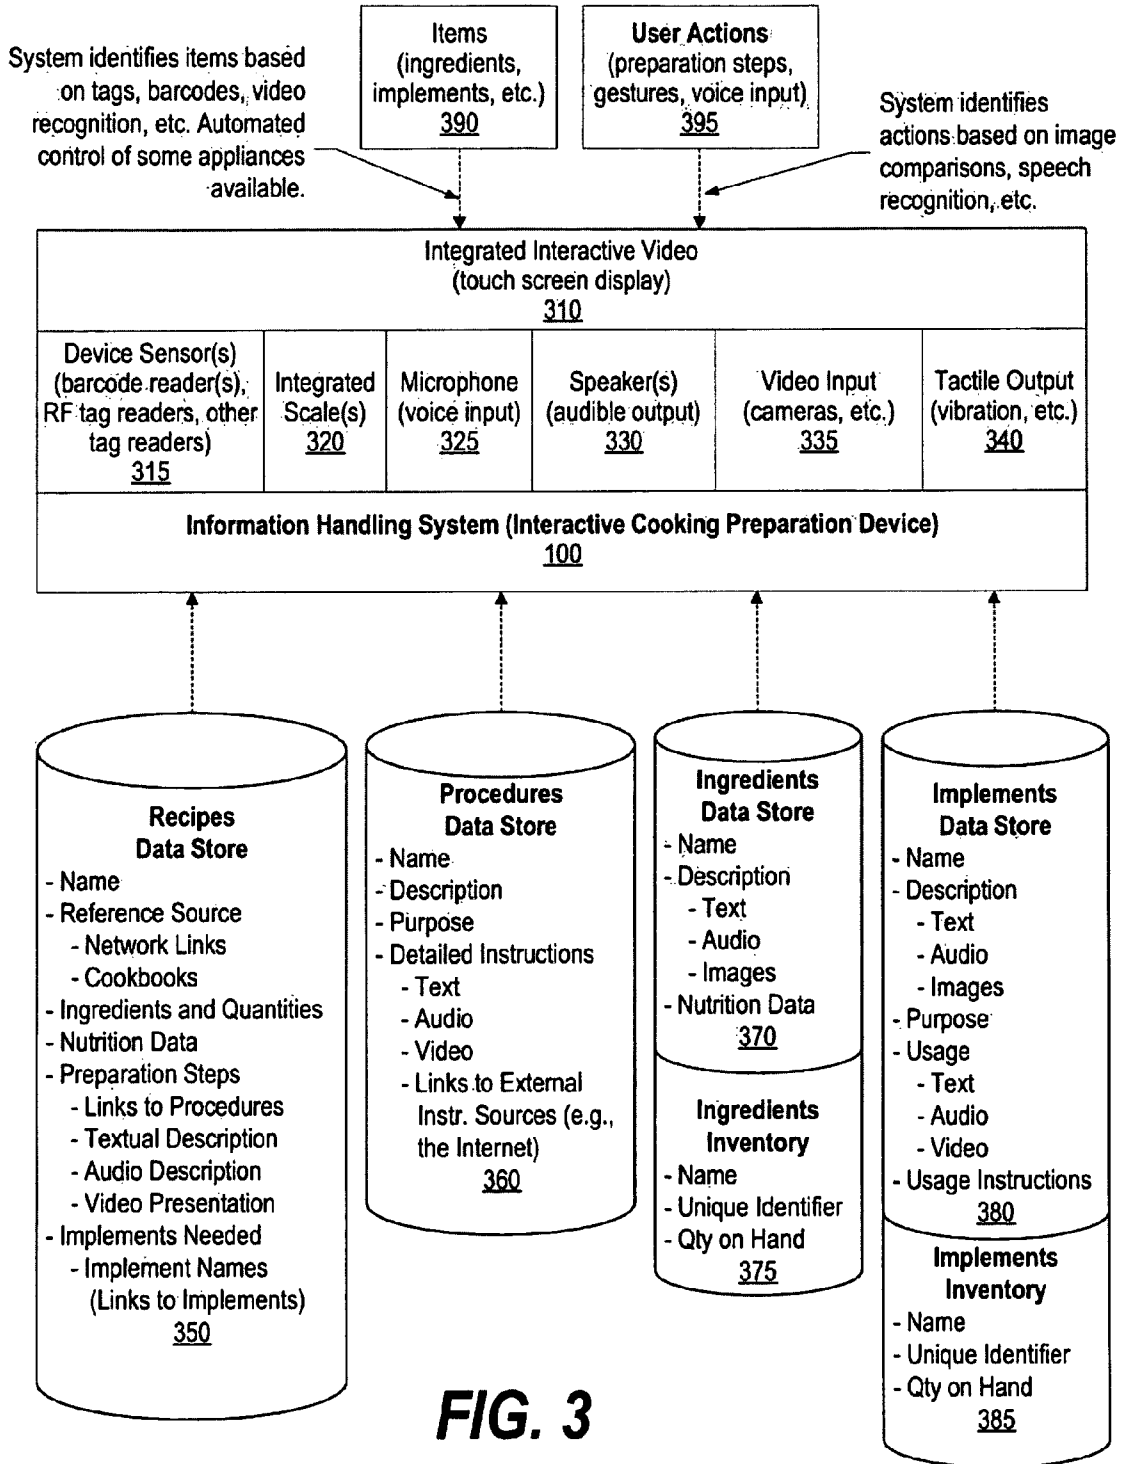 Items
(ingredients,
implements, etc.)
390
User Actions
(preparation steps,
gestures, voice input)
395
System identifies items based
on tags, barcodes, video
recognition, etc. Automated
control of some appliances
available.
System identifies
actions based on image
comparisons, speech
recognition, etc.
Integrated Interactive Video
(touch screen display)
310
Device Sensor(s)
(barcode reader(s),
RF tag readers, other
tag readers)
315
Integrated
Scale(s)
320
Microphone
(voice input)
325
Speaker(s)
(audible output)
330
Video Input
(cameras, etc.)
335
Tactile Output
(vibration, etc.)
340
Information Handling System (Interactive Cooking Preparation Device)
100
Recipes
Data Store
- Name
- Reference Source
- Network Links
- Cookbooks
- Ingredients and Quantities
- Nutrition Data
- Preparation Steps
- Links to Procedures
- Textual Description
- Audio Description
- Video Presentation
- Implements Needed
- Implement Names
(Links to Implements)
350
Procedures
Data Store
- Name
- Description
- Purpose
- Detailed Instructions
- Text
- Audio
- Video
- Links to External
Instr. Sources (e.g.,
the Internet)
360
Ingredients
Data Store
- Name
- Description
- Text
- Audio
- Images
- Nutrition Data
370
Ingredients
Inventory
- Name
- Unique Identifier
- Qty on Hand
375
Implements
Data Store
- Name
- Description
- Text
- Audio
- Images
- Purpose
- Usage
- Text
- Audio
- Video
- Usage Instructions
380
Implements
Inventory
- Name
- Unique Identifier
- Qty on Hand
385
FIG. 3